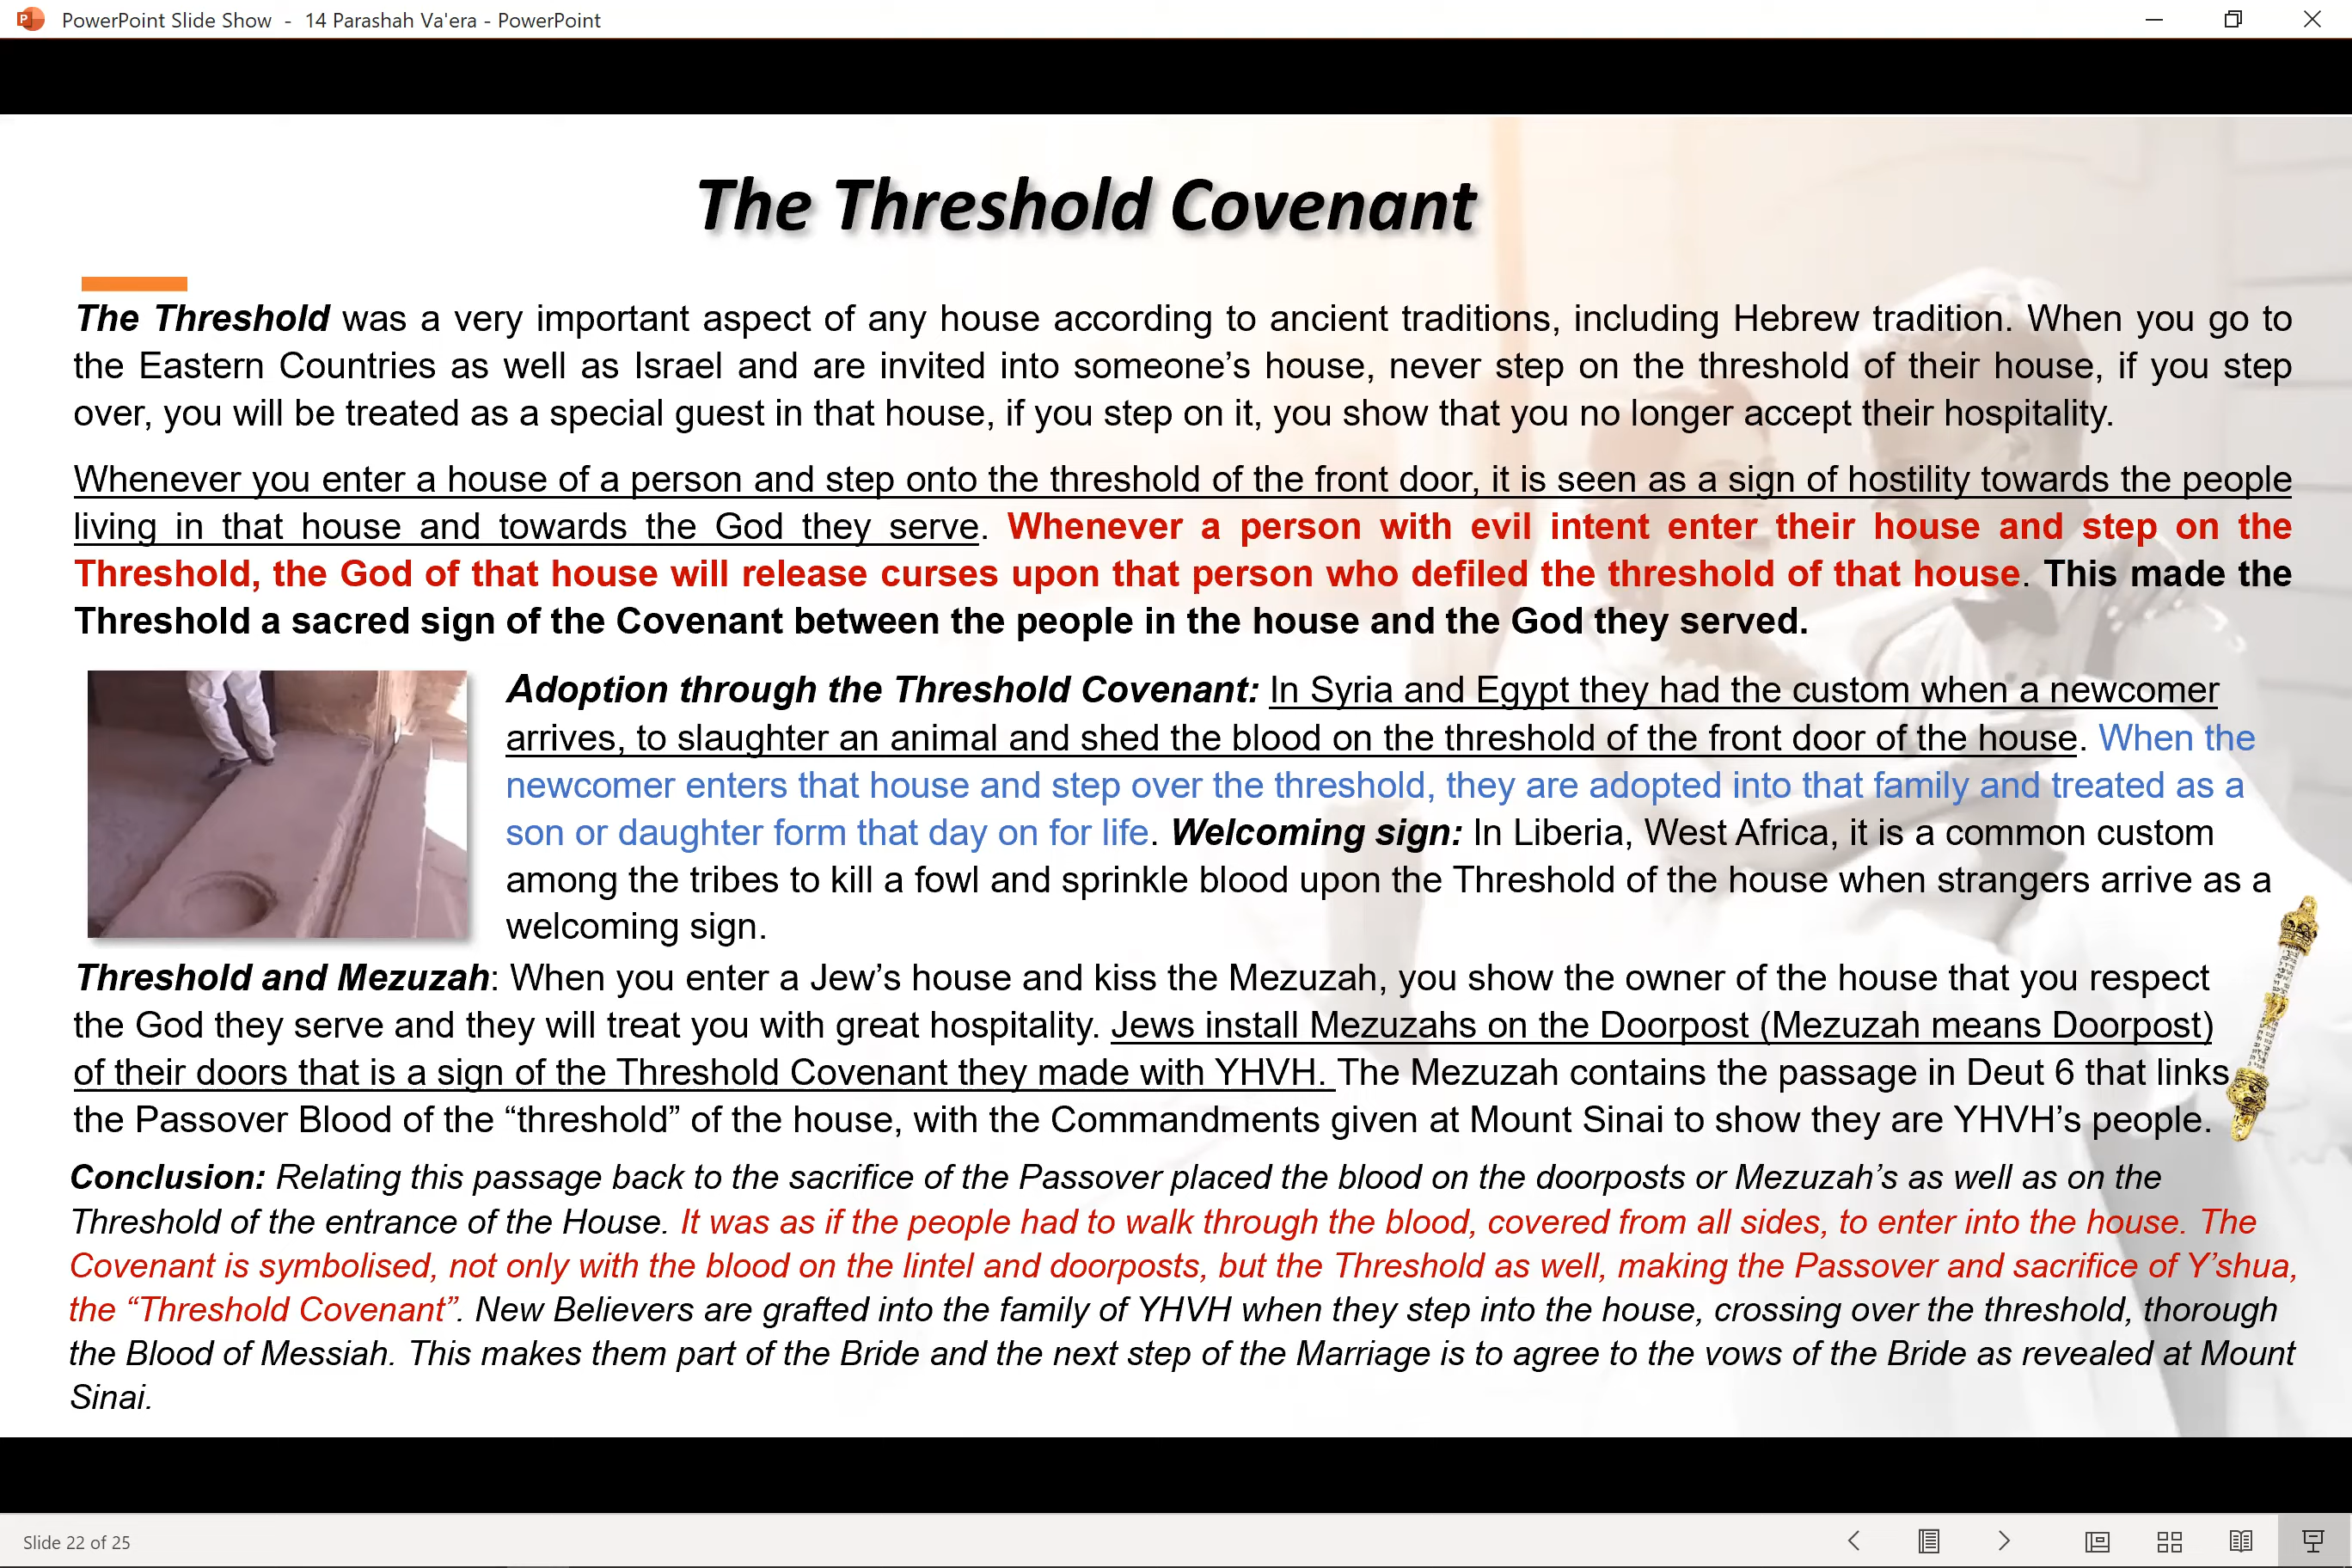 PowerPoint Slide Show - 14 Parashah Va'era - PowerPoint
The Threshold Covenant
The Threshold was a very important aspect of any house according to ancient traditions, including Hebrew tradition. When you go to
the Eastern Countries as well as Israel and are invited into someone’s house, never step on the threshold of their house, if you step
over, you will be treated as a special guest in that house, if you step on it, you show that you no longer accept their hospitality.
Whenever you enter a house of a person and step onto the threshold of the front door, it is seen as a sign of hostility towards the people
living in that house and towards the God they serve. Whenever a person with evil intent enter their house and step on the
Threshold, the God of that house will release curses upon that person who defiled the threshold of that house. This made the
Threshold a sacred sign of the Covenant between the people in the house and the God they served.
Adoption through the Threshold Covenant: In Syria and Egypt they had the custom when a newcomer
arrives, to slaughter an animal and shed the blood on the threshold of the front door of the house. When the
newcomer enters that house and step over the threshold, they are adopted into that family and treated as a
son or daughter form that day on for life. Welcoming sign: In Liberia, West Africa, it is a common custom
among the tribes to kill a fowl and sprinkle blood upon the Threshold of the house when strangers arrive as a
welcoming sign.
Threshold and Mezuzah: When you enter a Jew’s house and kiss the Mezuzah, you show the owner of the house that you respect
the God they serve and they will treat you with great hospitality. Jews install Mezuzahs on the Doorpost (Mezuzah means Doorpost)
of their doors that is a sign of the Threshold Covenant they made with YHVH. The Mezuzah contains the passage in Deut 6 that links
the Passover Blood of the “threshold” of the house, with the Commandments given at Mount Sinai to show they are YHVH’s people.
Conclusion: Relating this passage back to the sacrifice of the Passover placed the blood on the doorposts or Mezuzah’s as well as on the
Threshold of the entrance of the House. It was as if the people had to walk through the blood, covered from all sides, to enter into the house. The
Covenant is symbolised, not only with the blood on the lintel and doorposts, but the Threshold as well, making the Passover and sacrifice of Y’shua,
the “Threshold Covenant”. New Believers are grafted into the family of YHVH when they step into the house, crossing over the threshold, thorough
the Blood of Messiah. This makes them part of the Bride and the next step of the Marriage is to agree to the vows of the Bride as revealed at Mount
Sinai.
Slide 22 of 25